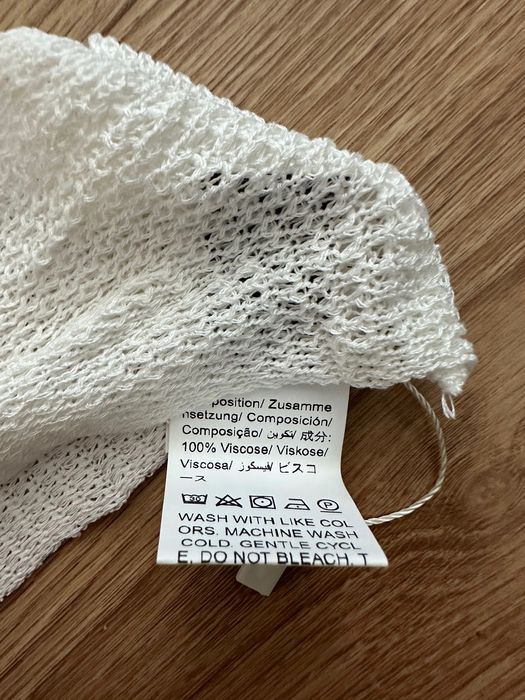 position/ Zusamme
nsetzung/ Composición/
Composição/ تكوين/ 成分:
100% Viscose/ Viskose/
Viscosa/ فيسكوز/ ビスコ
ース
30
WASH WITH LIKE COL
ORS. MACHINE WASH
COLD. GENTLE CYCL
E. DO NOT BLEACH. T